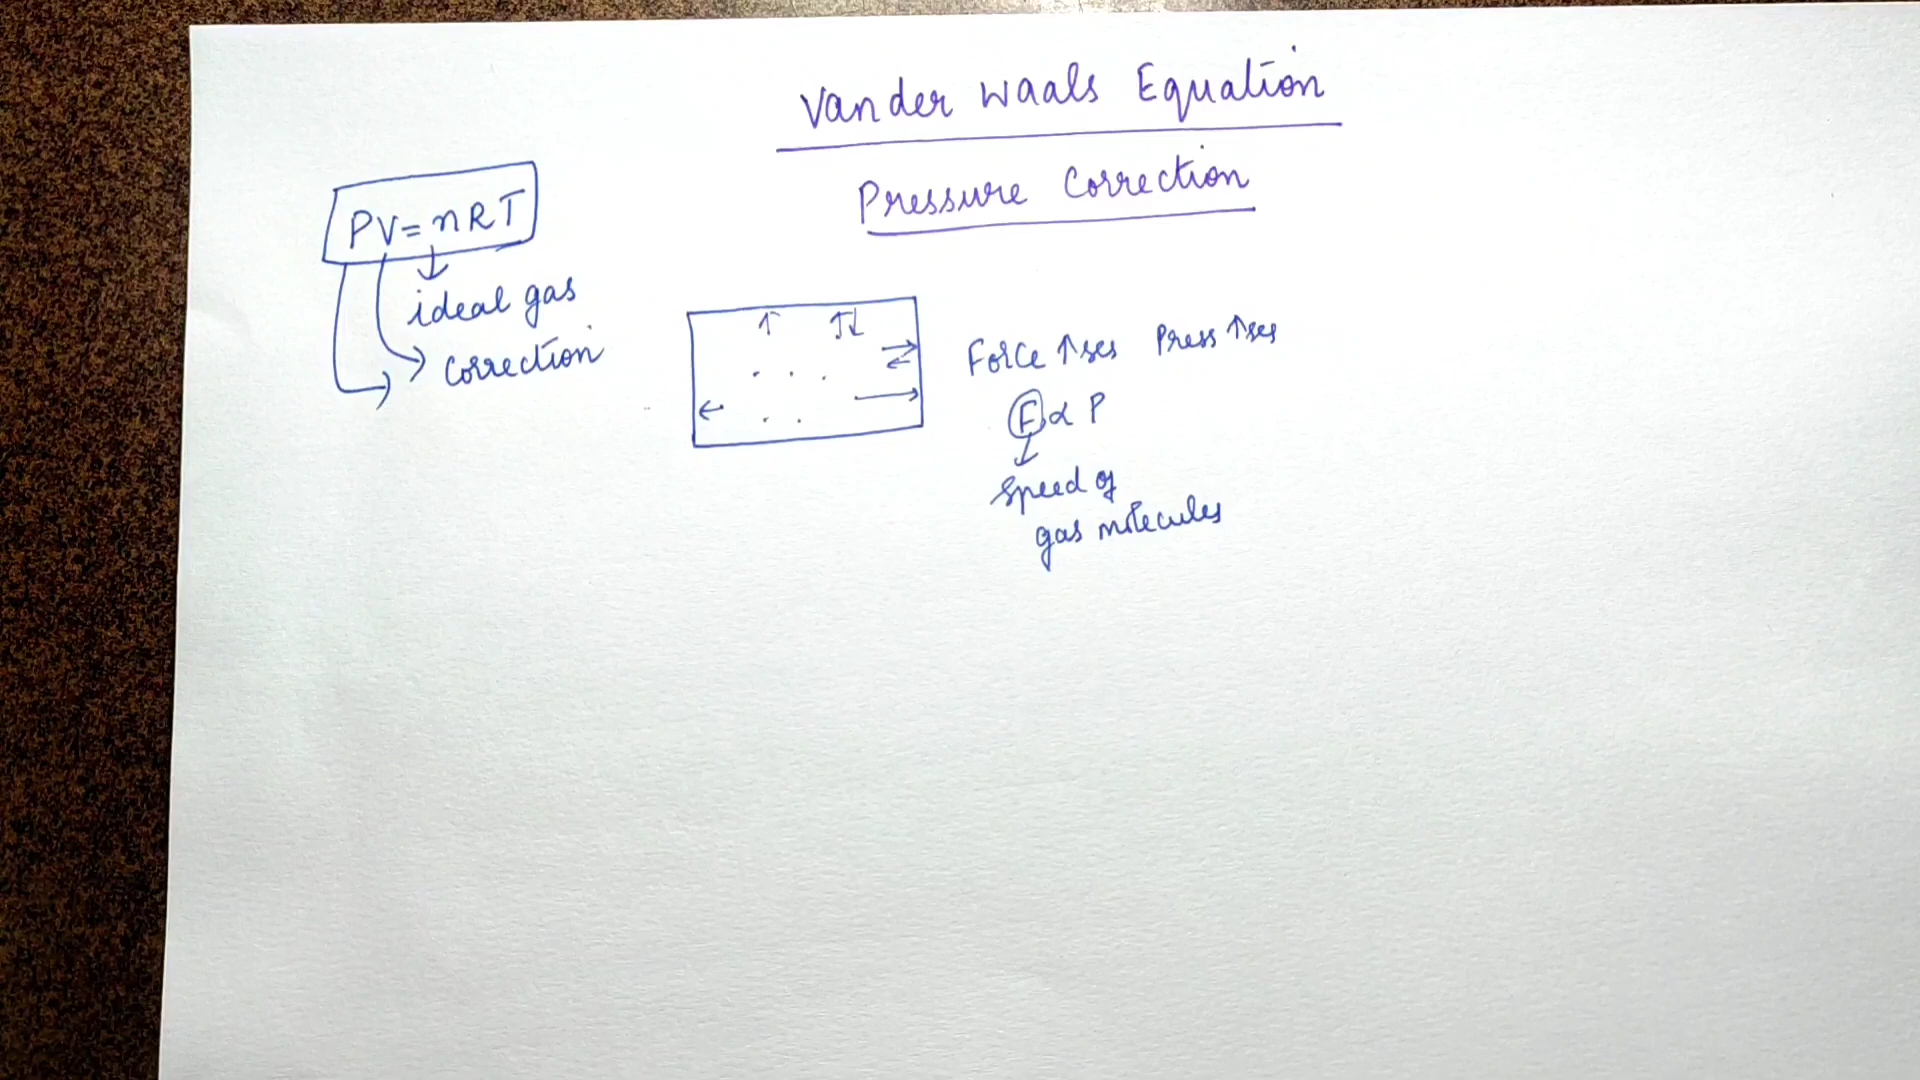 Van der Waals Equation
Pressure Correction
PV = nRT
ideal gas
correction
Force ↑ses Press ↑ses
F ∝ P
speed of
gas molecules